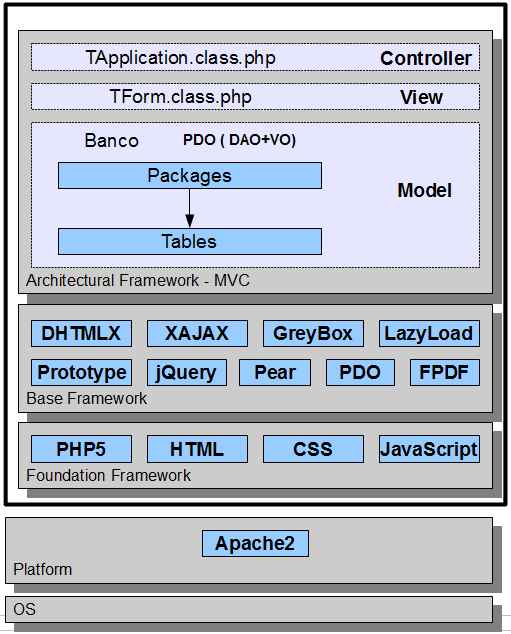 TApplication.class.php Controller
TForm.class.php View
Banco PDO ( DAO+VO)
Packages
Model
Tables
Architectural Framework - MVC
DHTMLX XAJAX GreyBox LazyLoad
Prototype jQuery Pear PDO FPDF
Base Framework
PHP5 HTML CSS JavaScript
Foundation Framework
Apache2
Platform
OS